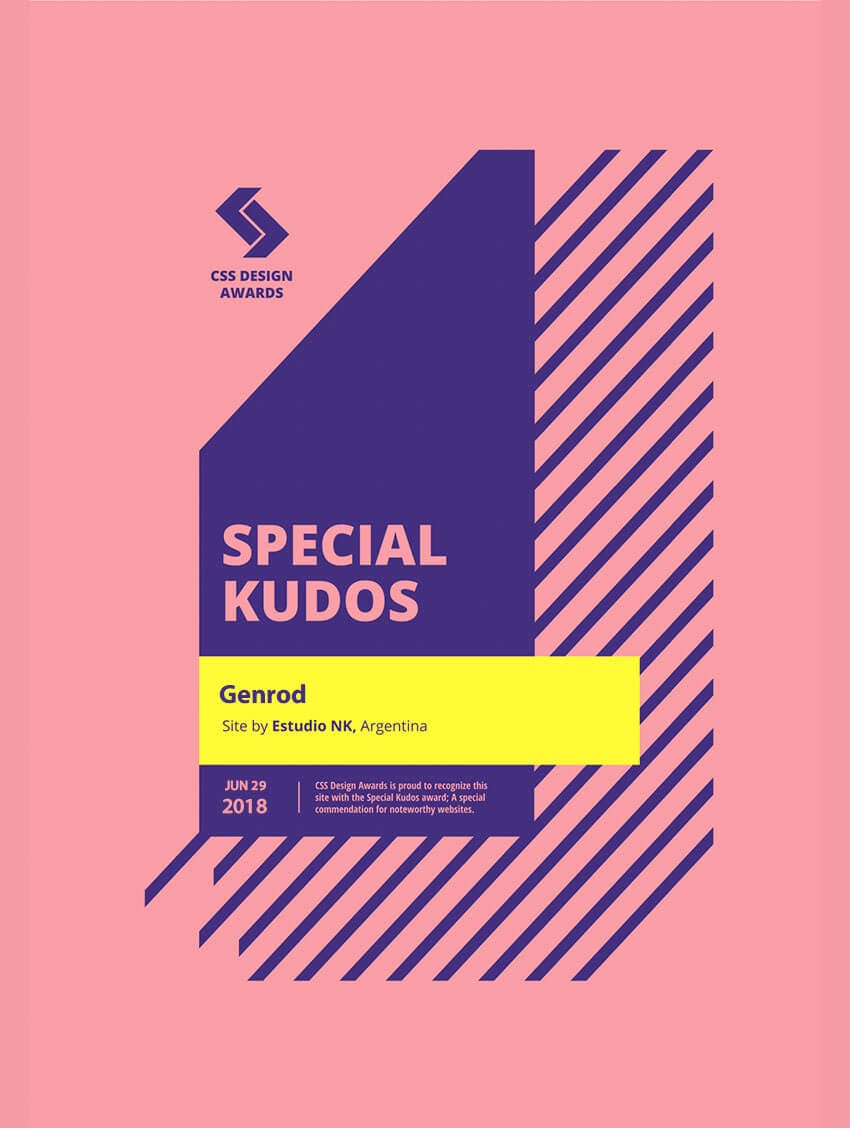 CSS DESIGN
AWARDS
SPECIAL
KUDOS
Genrod
Site by Estudio NK, Argentina
JUN 29
2018
CSS Design Awards is proud to recognize this
site with the Special Kudos award; A special
commendation for noteworthy websites.